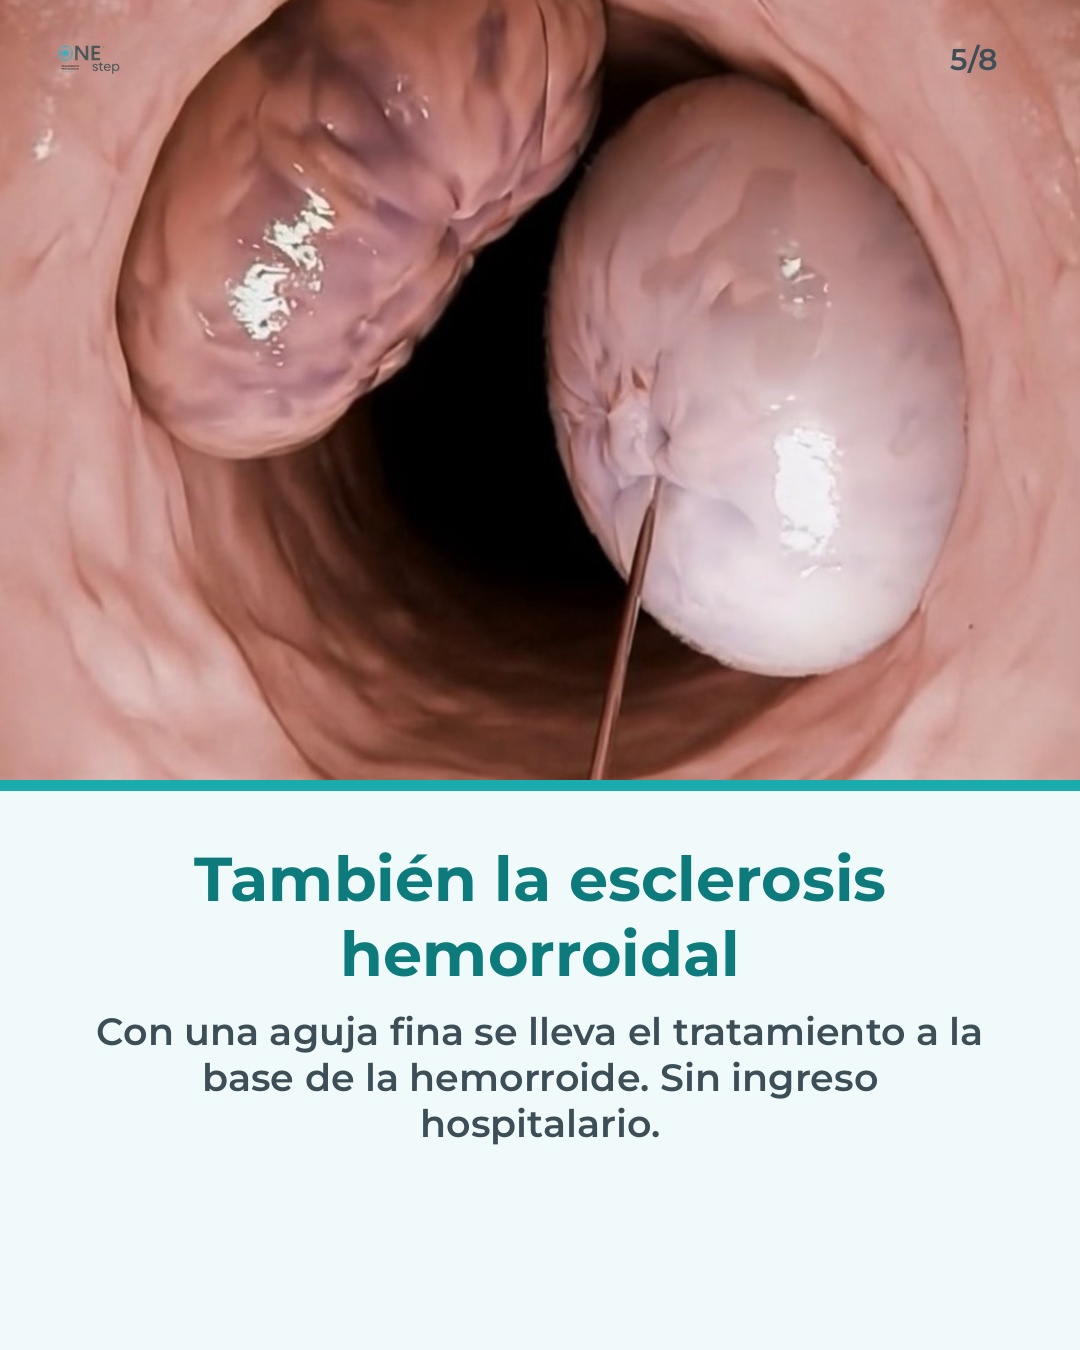 ONE
step
5/8
También la esclerosis
hemorroidal
Con una aguja fina se lleva el tratamiento a la
base de la hemorroide. Sin ingreso
hospitalario.